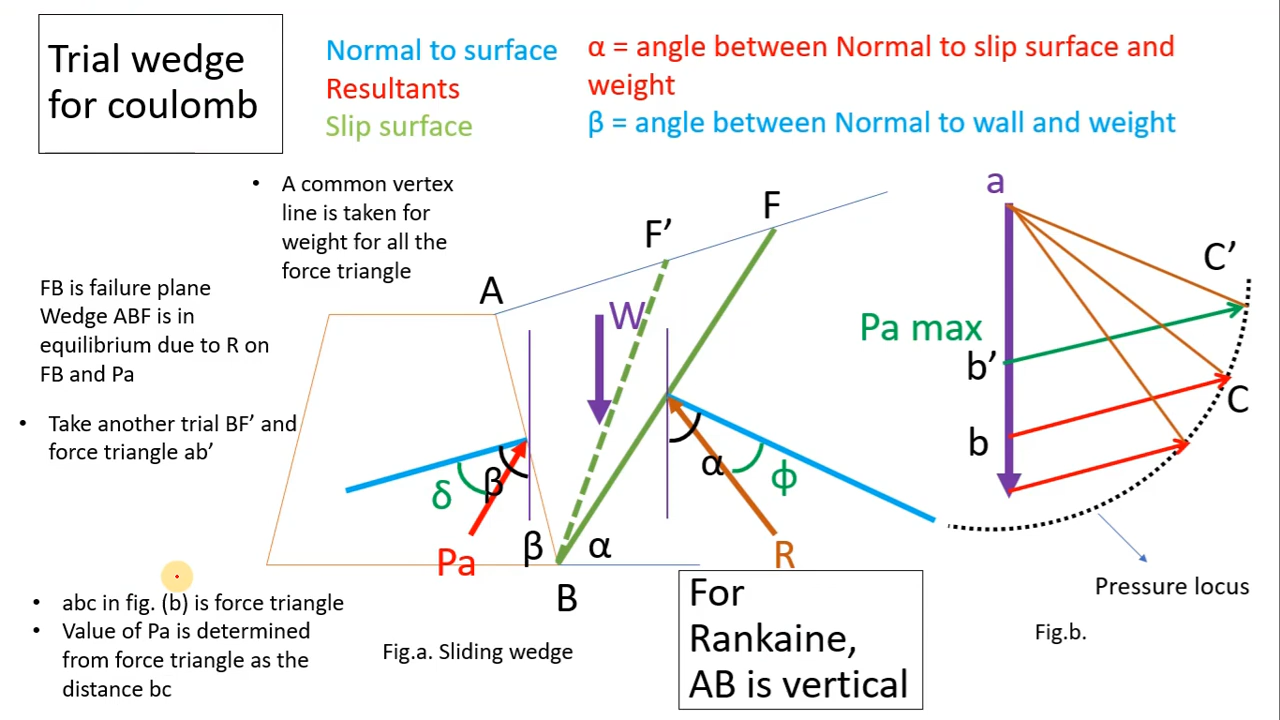 Trial wedge
for coulomb
Normal to surface
Resultants
Slip surface
α = angle between Normal to slip surface and
weight
β = angle between Normal to wall and weight
• A common vertex
line is taken for
weight for all the
force triangle
FB is failure plane
Wedge ABF is in
equilibrium due to R on
FB and Pa
• Take another trial BF’ and
force triangle ab’
A
F’
F
W
δ
β
Pa
β
α
B
α
ϕ
R
a
C’
Pa max
b’
C
b
Pressure locus
Fig.b.
• abc in fig. (b) is force triangle
• Value of Pa is determined
from force triangle as the
distance bc
Fig.a. Sliding wedge
For
Rankaine,
AB is vertical